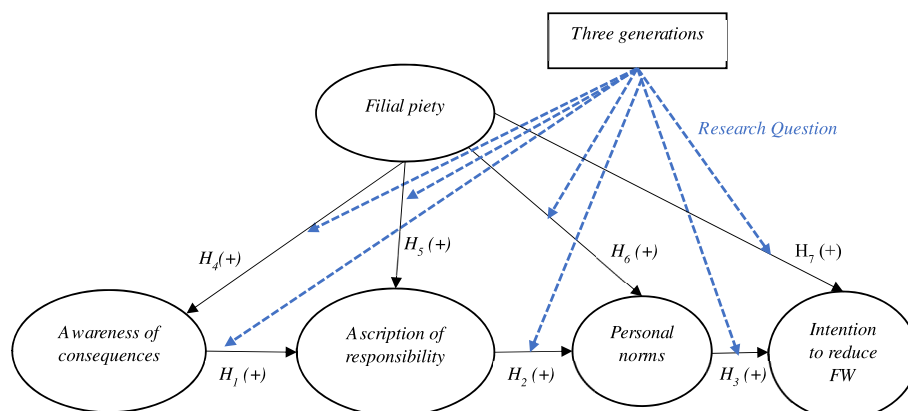 Three generations
Filial piety
Research Question
H4(+)
H5 (+)
H6 (+)
H7 (+)
Awareness of
consequences
Ascription of
responsibility
Personal
norms
Intention
to reduce
FW
H1 (+)
H2 (+)
H3 (+)